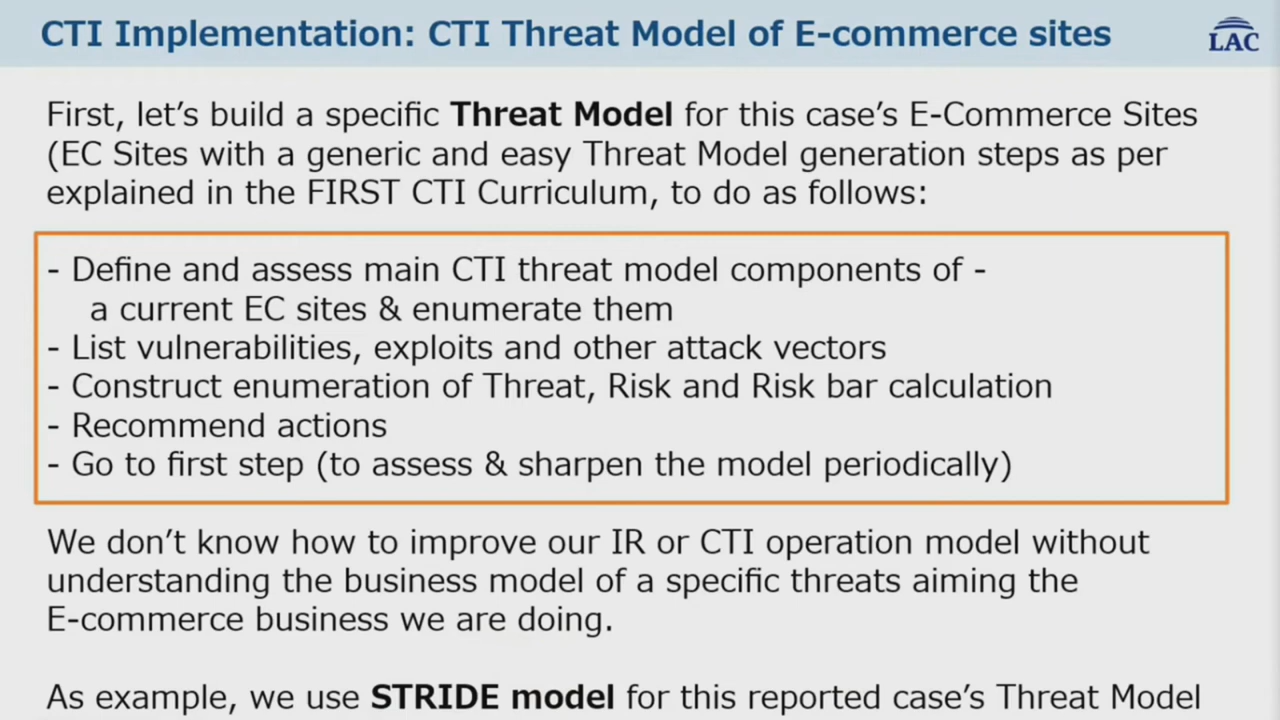 CTI Implementation: CTI Threat Model of E-commerce sites
LAC
First, let's build a specific Threat Model for this case's E-Commerce Sites
(EC Sites with a generic and easy Threat Model generation steps as per
explained in the FIRST CTI Curriculum, to do as follows:
- Define and assess main CTI threat model components of -
a current EC sites & enumerate them
- List vulnerabilities, exploits and other attack vectors
- Construct enumeration of Threat, Risk and Risk bar calculation
- Recommend actions
- Go to first step (to assess & sharpen the model periodically)
We don't know how to improve our IR or CTI operation model without
understanding the business model of a specific threats aiming the
E-commerce business we are doing.
As example, we use STRIDE model for this reported case's Threat Model